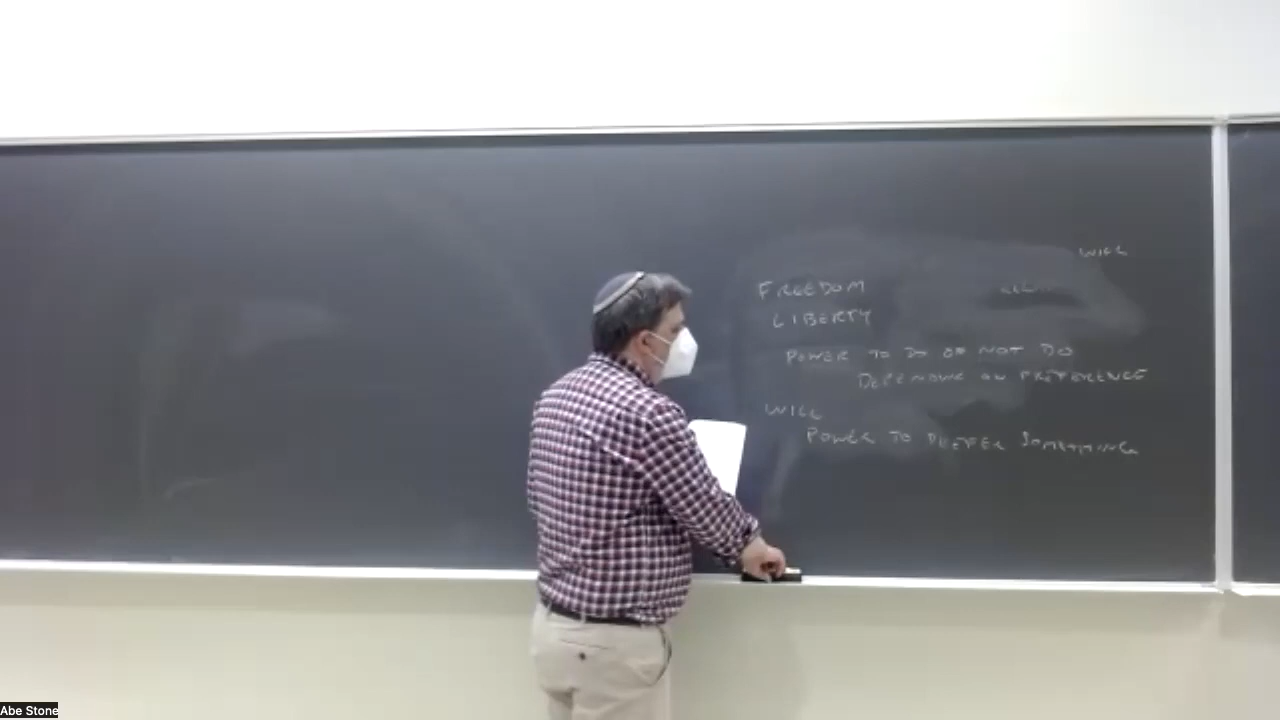 WILL
FREEDOM
LIBERTY
POWER TO DO OR NOT DO
DEPENDING ON PREFERENCE
WILL
POWER TO PREFER SOMETHING
Abe Stone